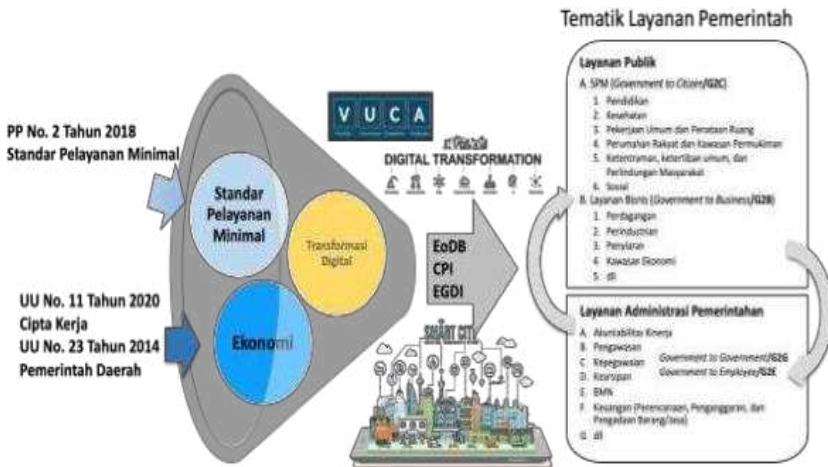 Tematik Layanan Pemerintah
PP No. 2 Tahun 2018
Standar Pelayanan Minimal
UU No. 11 Tahun 2020
Cipta Kerja
UU No. 23 Tahun 2014
Pemerintah Daerah
Standar
Pelayanan
Minimal
Transformasi
Digital
Ekonomi
VUCA
DIGITAL TRANSFORMATION
EoDB
CPI
EGDI
SMART CITY
Layanan Publik
A. SPM (Government to Citizen/G2C)
1. Pendidikan
2. Kesehatan
3. Pekerjaan Umum dan Penataan Ruang
4. Perumahan Rakyat dan Kawasan Permukiman
5. Ketentraman, ketertiban umum, dan
Perlindungan Masyarakat
6. Sosial
B. Layanan Bisnis (Government to Business/G2B)
1. Perdagangan
2. Perindustrian
3. Penyiaran
4. Kawasan Ekonomi
5. dll
Layanan Administrasi Pemerintahan
A. Akuntabilitas Kinerja
B. Pengawasan
C. Kepegawaian
Government to Government/G2G
D. Kearsipan
Government to Employee/G2E
E. BMN
F. Keuangan (Perencanaan, Penganggaran, dan
Pengadaan Barang/Jasa)
G. dll